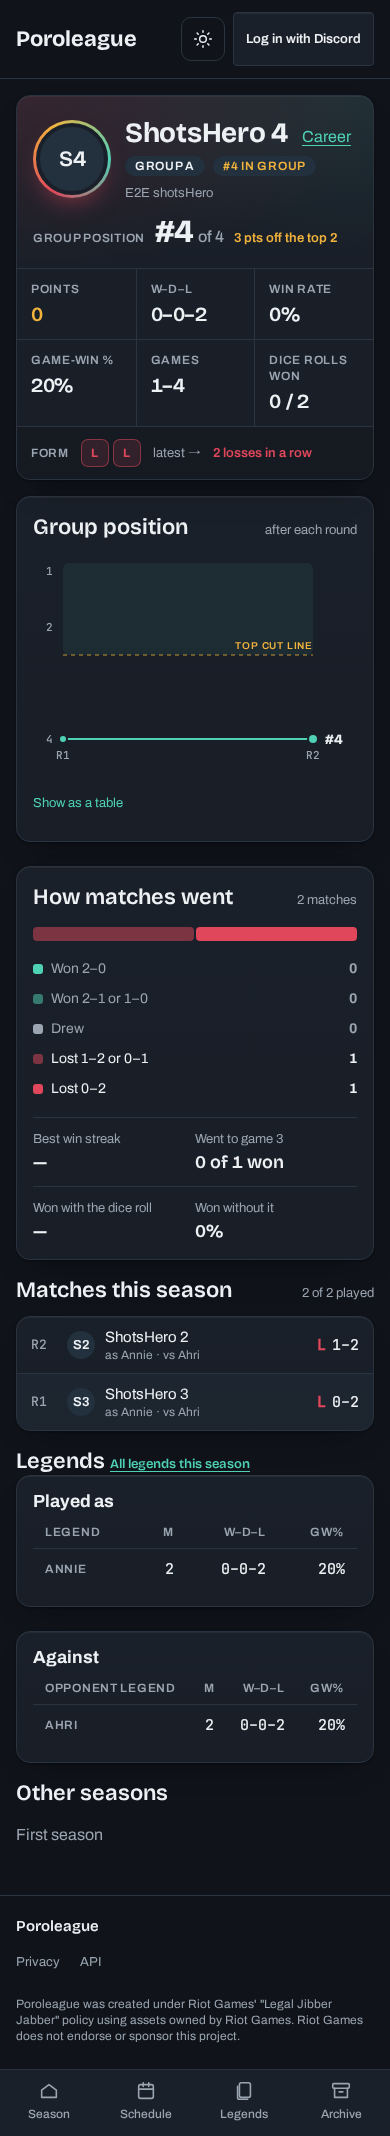 Poroleague
Log in with Discord
S4
ShotsHero 4 Career
GROUP A #4 IN GROUP
E2E shotsHero
GROUP POSITION #4 of 4 3 pts off the top 2
POINTS W–D–L WIN RATE
0 0–0–2 0%
GAME-WIN % GAMES DICE ROLLS WON
20% 1–4 0 / 2
FORM L L latest → 2 losses in a row
Group position after each round
1
2
TOP CUT LINE
4 #4
R1 R2
Show as a table
How matches went 2 matches
Won 2–0 0
Won 2–1 or 1–0 0
Drew 0
Lost 1–2 or 0–1 1
Lost 0–2 1
Best win streak Went to game 3
– 0 of 1 won
Won with the dice roll Won without it
– 0%
Matches this season 2 of 2 played
R2 S2 ShotsHero 2 L 1–2
as Annie · vs Ahri
R1 S3 ShotsHero 3 L 0–2
as Annie · vs Ahri
Legends All legends this season
Played as
LEGEND M W–D–L GW%
ANNIE 2 0–0–2 20%
Against
OPPONENT LEGEND M W–D–L GW%
AHRI 2 0–0–2 20%
Other seasons
First season
Poroleague
Privacy API
Poroleague was created under Riot Games' "Legal Jibber
Jabber" policy using assets owned by Riot Games. Riot Games
does not endorse or sponsor this project.
Season Schedule Legends Archive